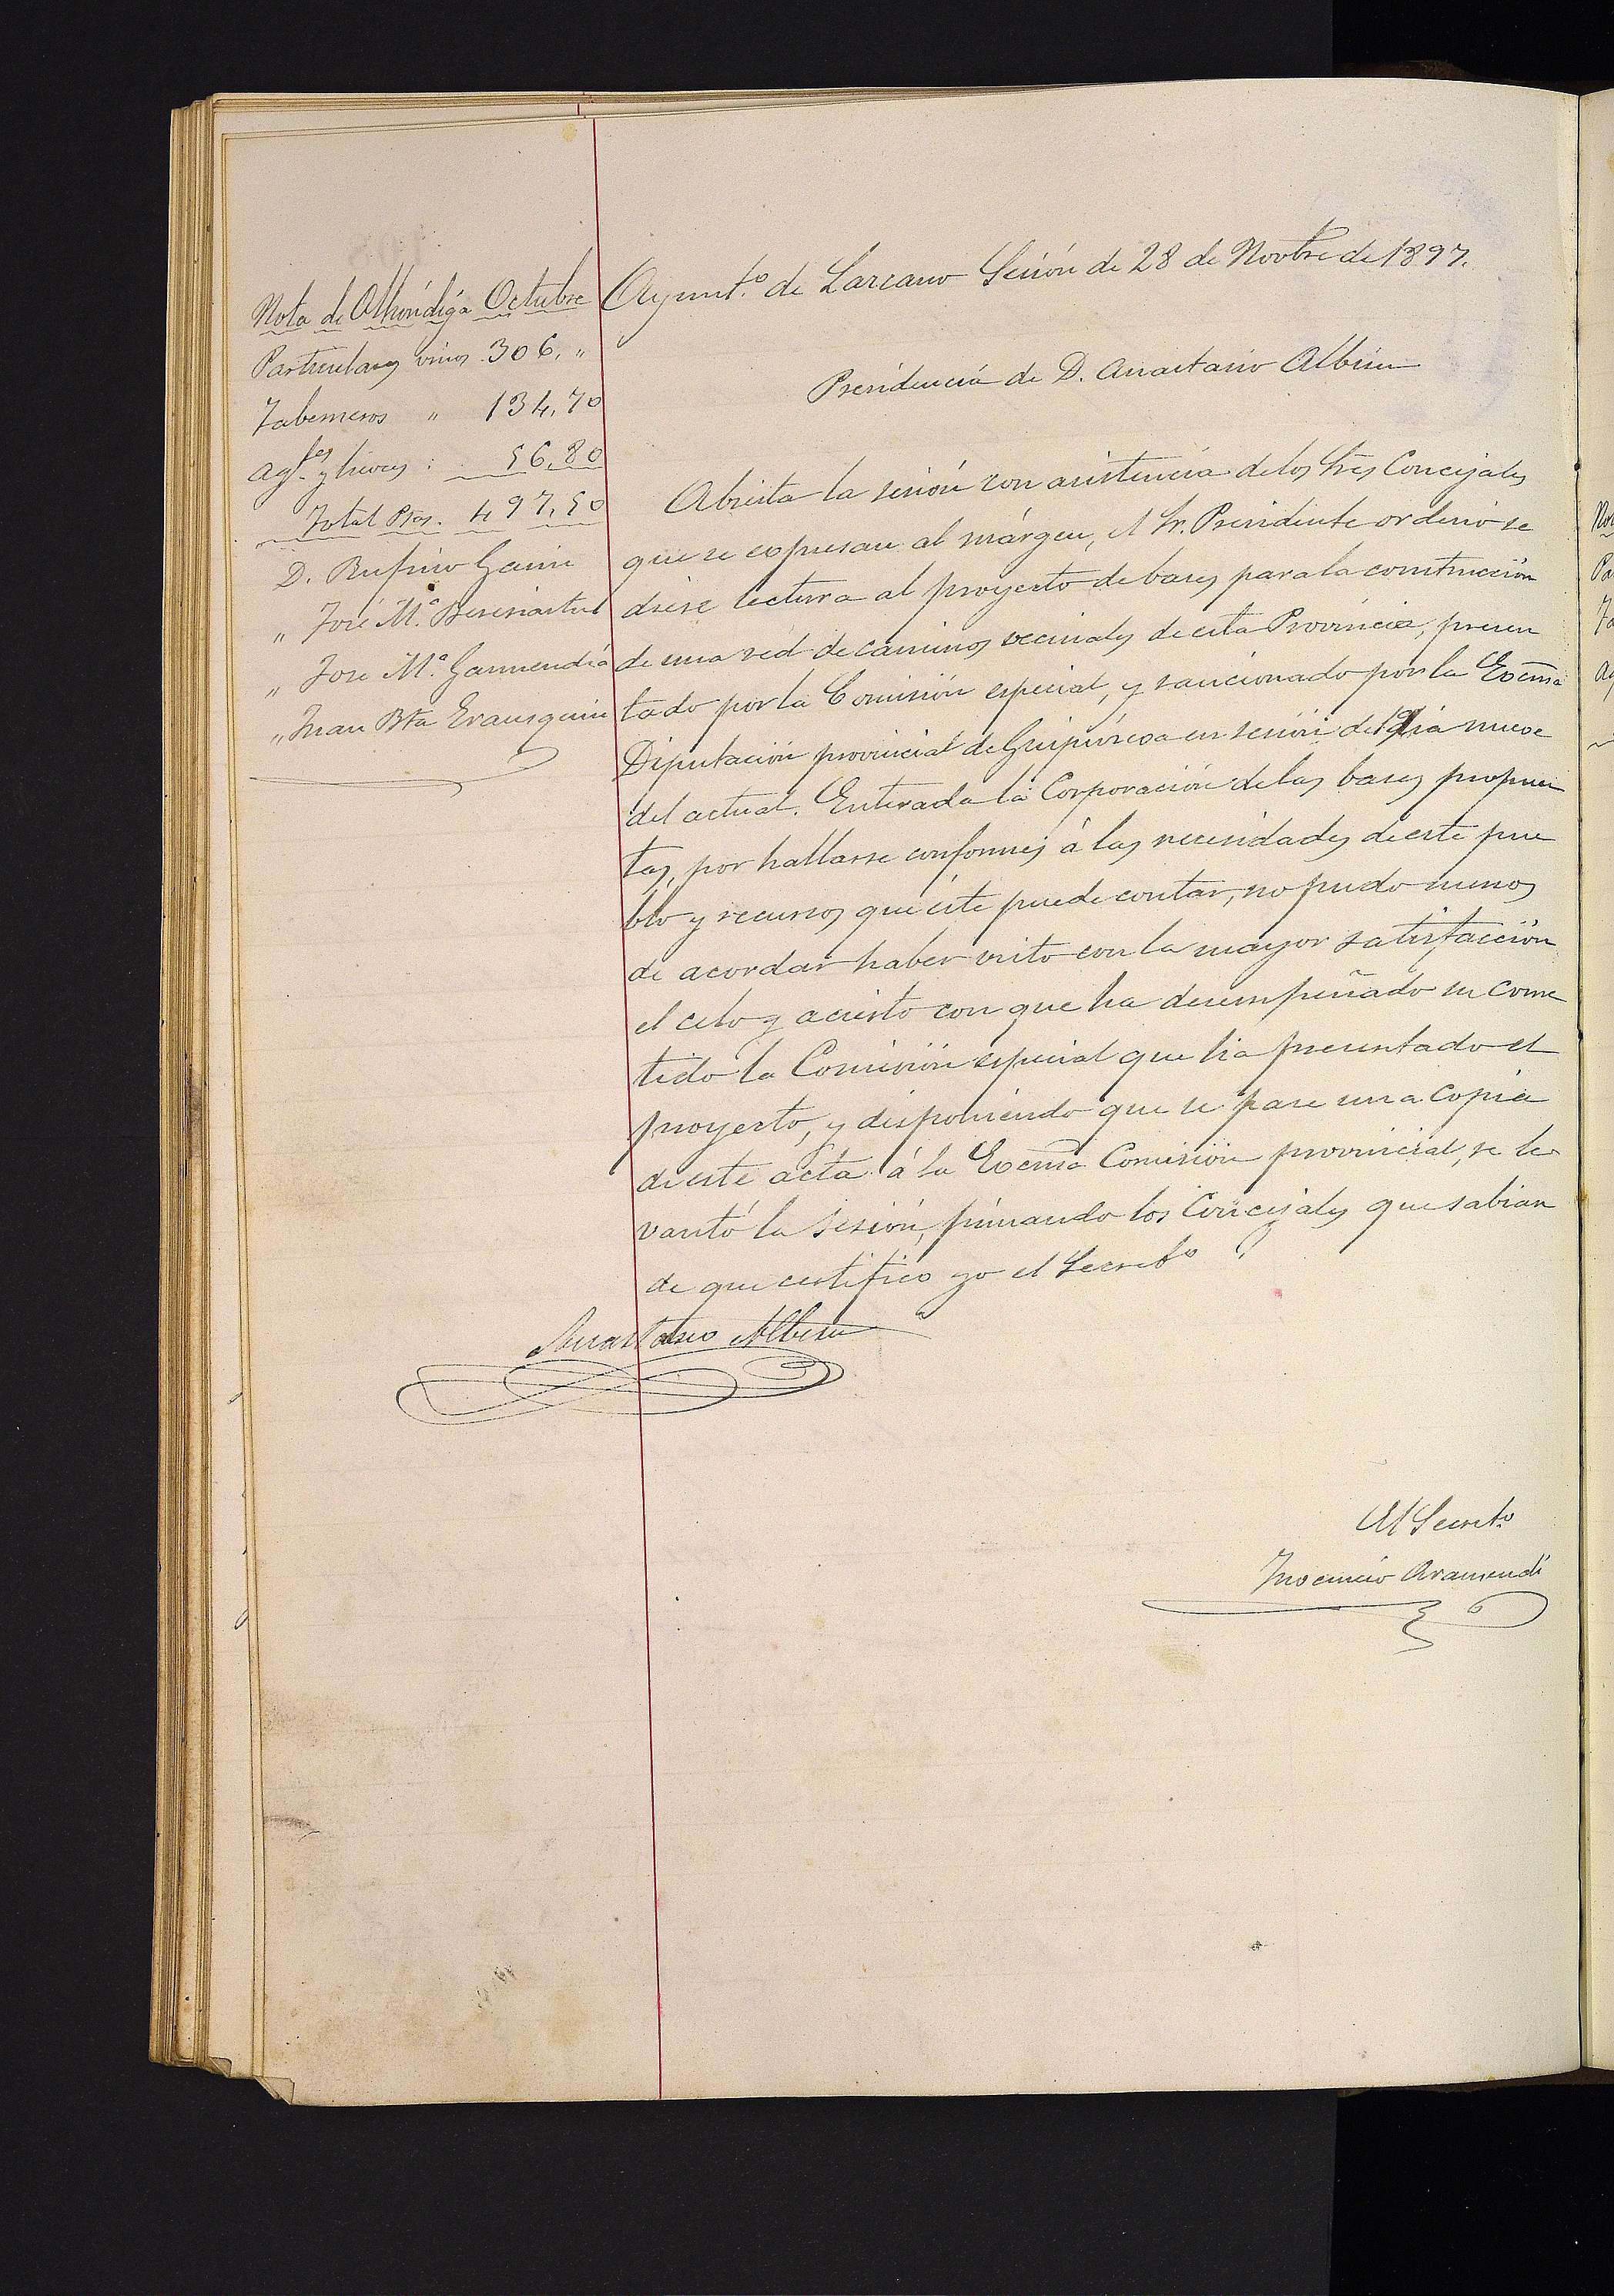 Nota de Alhóndiga Octubre
Particulares vinos 306, "
Taberneros " 134,70
Agtes y licores : 56,80
Total Ptas. 497,50
D. Rufino Garin
" José Mª. Beresiartu
" Jose Mª. Garmendia
" Juan Bta Erausquin
Ayuntº. de Lazcano Sesión de 28 de Novbre de 1897.
Presidencia de D. Anastasio Albisu
Abierta la sesión con asistencia de los Sres Concejales
que se expresan al márgen, el Sr. Presidente ordenó se
diese lectura al proyecto de bases para la construcción
de una red de caminos vecinales de esta Provincia, presen
tado por la Comisión especial, y sancionado por la Excma
Diputación provincial de Guipúzcoa en sesión del dia nueve
del actual. Enterada la Corporación de las bases propues
tas, por hallarse conformes á las necesidades de este pue
blo y recursos que éste puede contar, no pudo menos
de acordar haber visto con la mayor satisfacción
el celo y acierto con que ha desempeñado su come
tido la Comisión especial que ha presentado el
proyecto, y disponiendo que se pase una copia
de este acta á la Excma Comisión provincial, se le
vantó la sesión, firmando los Concejales que sabian
de que certifico yo el Secretº
Anastasio Albisu
El Secretº
Inocencio Aramendi